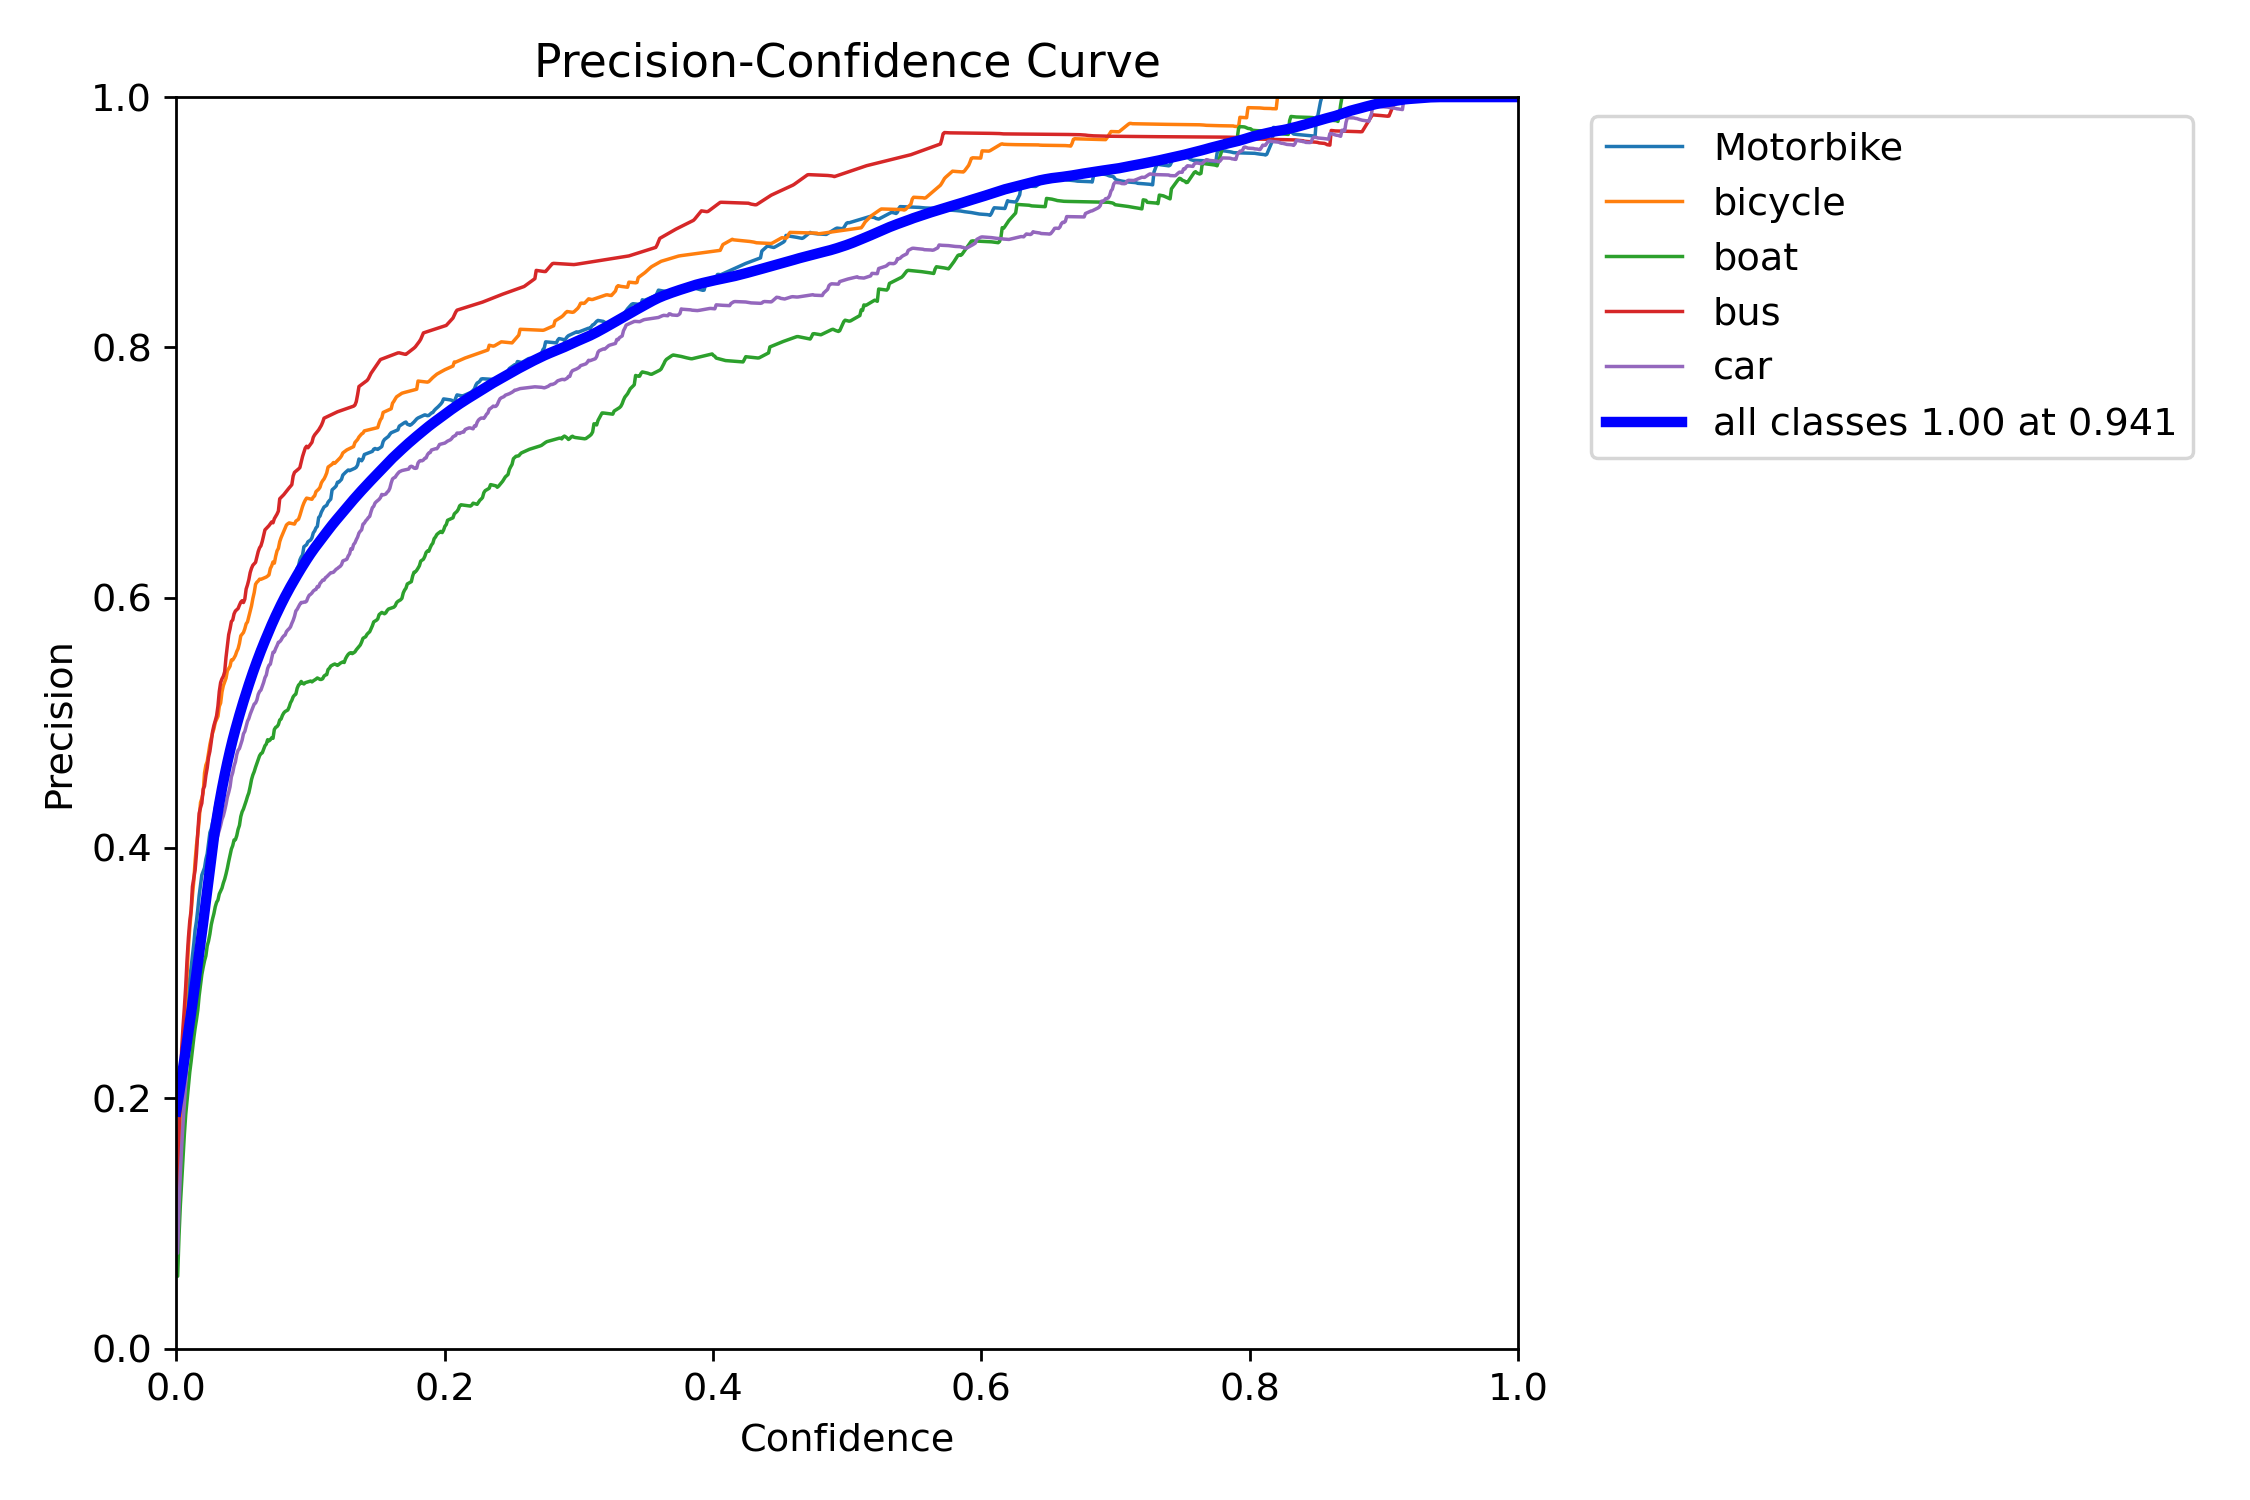 Precision-Confidence Curve
1.0
0.8
0.6
0.4
0.2
0.0
Precision
0.0 0.2 0.4 0.6 0.8 1.0
Confidence
Motorbike
bicycle
boat
bus
car
all classes 1.00 at 0.941